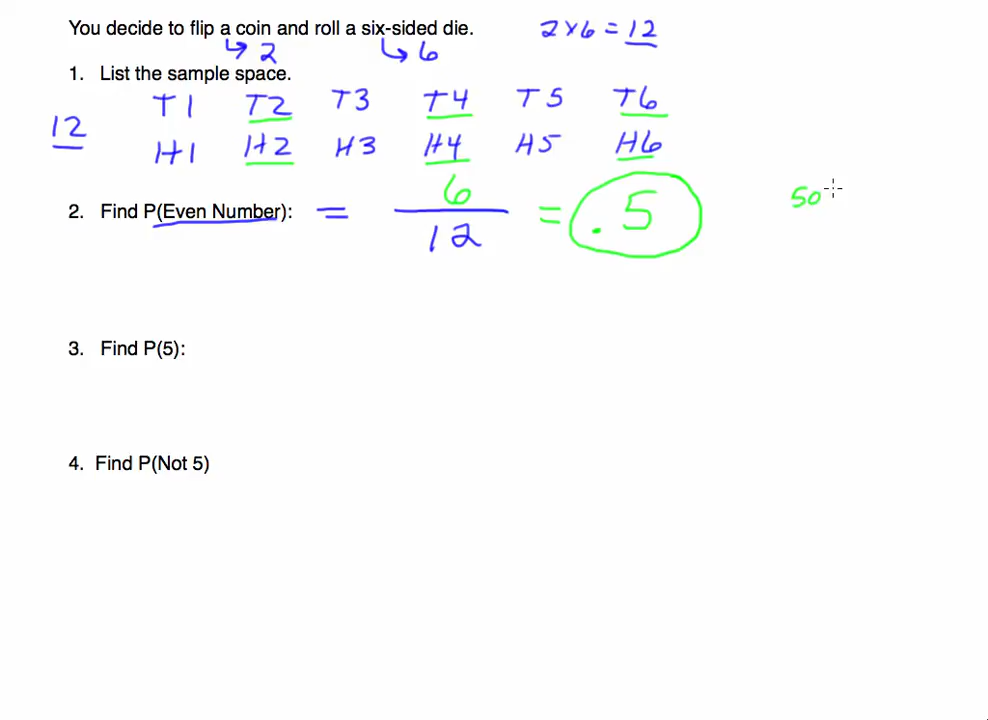 You decide to flip a coin and roll a six-sided die. 2x6=12
↳2 ↳6
1. List the sample space.
T1 T2 T3 T4 T5 T6
12
H1 H2 H3 H4 H5 H6
2. Find P(Even Number): = 6/12 = .5 50
3. Find P(5):
4. Find P(Not 5)